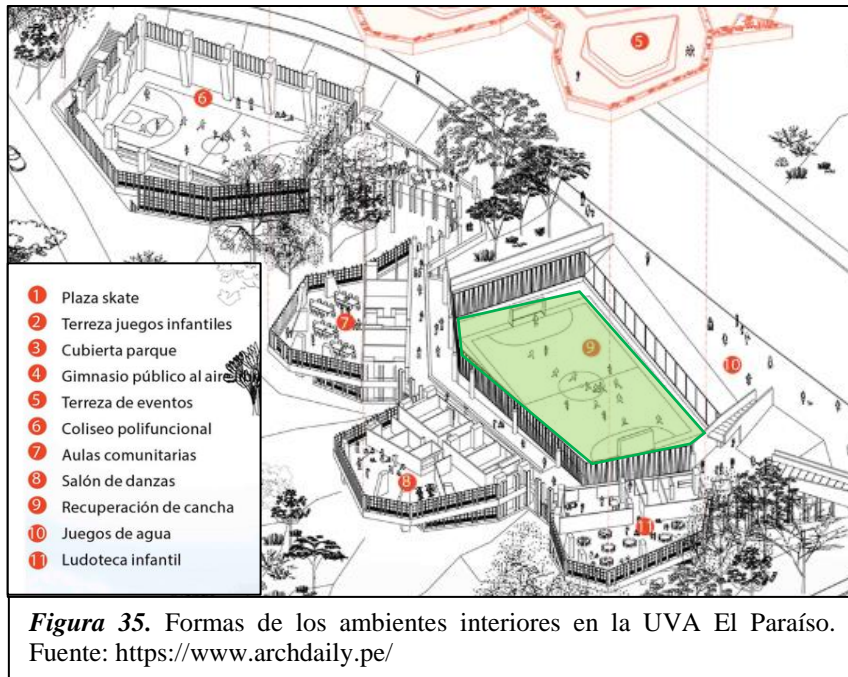 5
6
7
9
10
8
11
1 Plaza skate
2 Terreza juegos infantiles
3 Cubierta parque
4 Gimnasio público al aire
5 Terreza de eventos
6 Coliseo polifuncional
7 Aulas comunitarias
8 Salón de danzas
9 Recuperación de cancha
10 Juegos de agua
11 Ludoteca infantil
Figura 35. Formas de los ambientes interiores en la UVA El Paraíso.
Fuente: https://www.archdaily.pe/